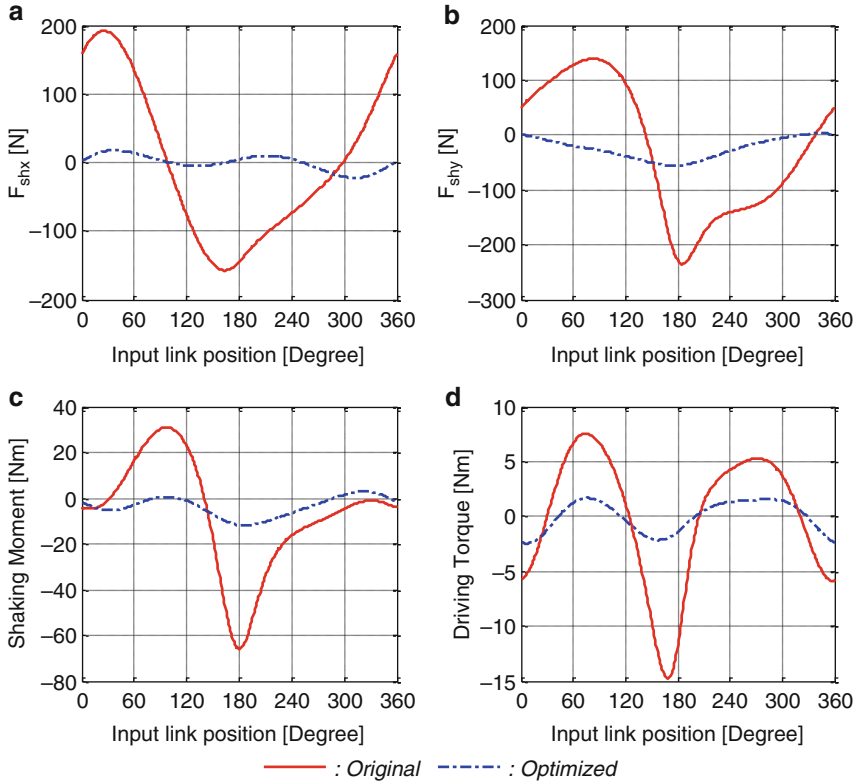 a
200
100
0
−100
−200
F_shx [N]
0 60 120 180 240 300 360
Input link position [Degree]
b
200
100
0
−100
−200
−300
F_shy [N]
0 60 120 180 240 300 360
Input link position [Degree]
c
40
20
0
−20
−40
−60
−80
Shaking Moment [Nm]
0 60 120 180 240 300 360
Input link position [Degree]
d
10
5
0
−5
−10
−15
Driving Torque [Nm]
0 60 120 180 240 300 360
Input link position [Degree]
: Original : Optimized